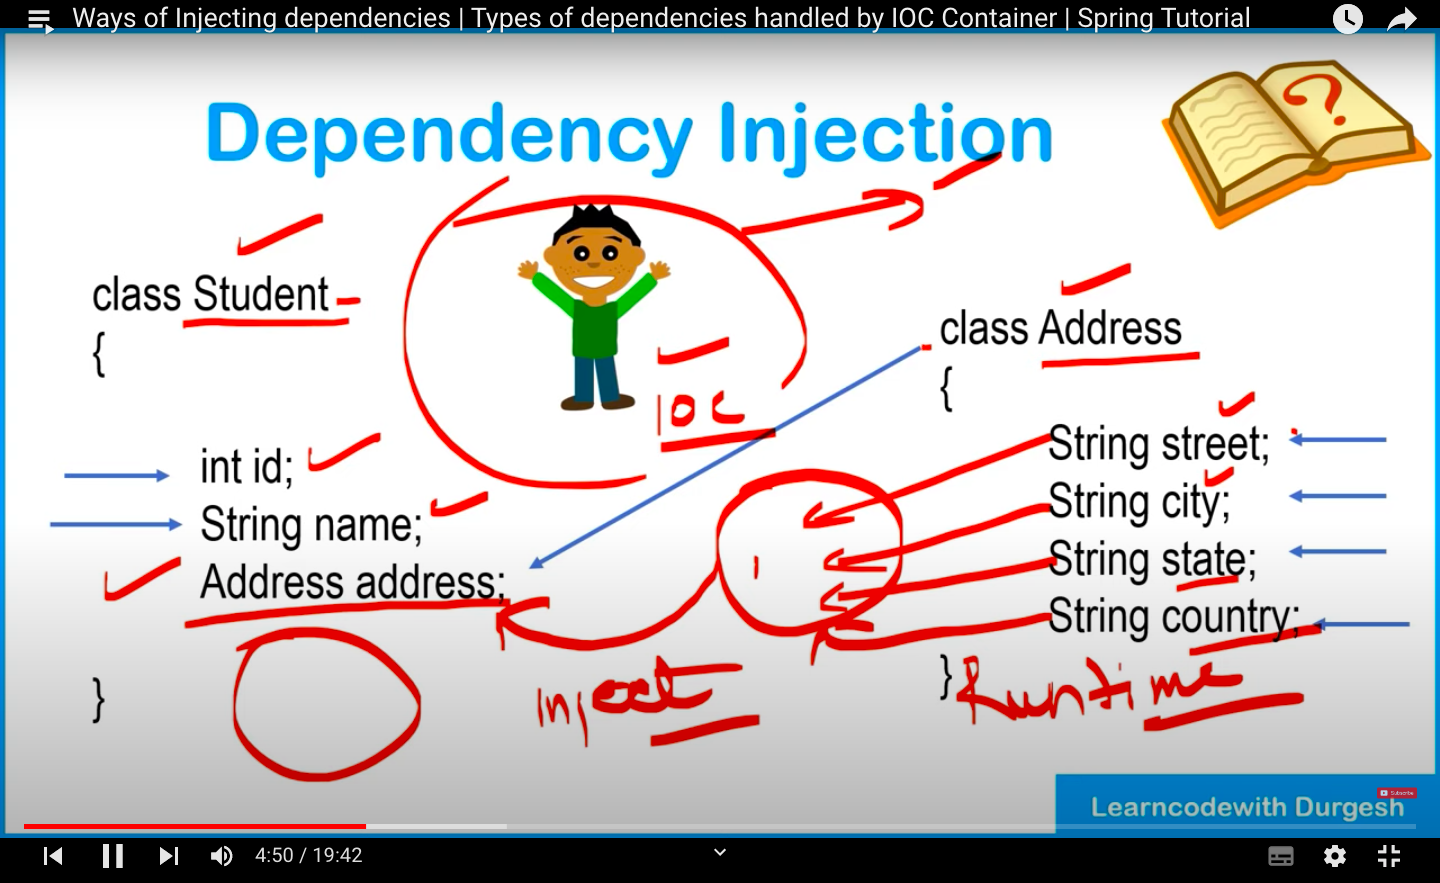 Ways of Injecting dependencies | Types of dependencies handled by IOC Container | Spring Tutorial
Dependency Injection
?
class Student
{
int id;
String name;
Address address;
}
IOC
class Address
{
String street;
String city;
String state;
String country;
}
Inject
Runtime
Subscribe
Learncodewith Durgesh
4:50 / 19:42